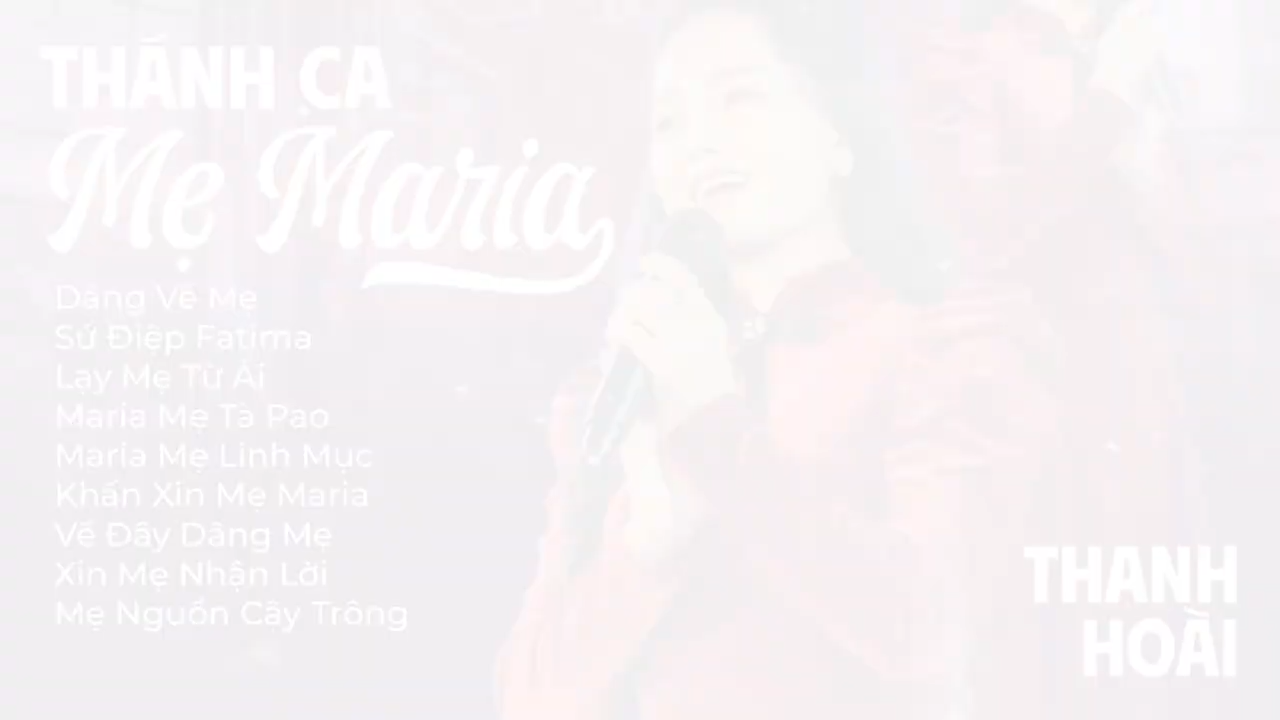 THÁNH CA
Mẹ Maria
Dâng Về Mẹ
Sứ Điệp Fatima
Lạy Mẹ Từ Ái
Maria Mẹ Tà Pao
Maria Mẹ Linh Mục
Khấn Xin Mẹ Maria
Về Đây Dâng Mẹ
Xin Mẹ Nhận Lời
Mẹ Nguồn Cậy Trông
THANH
HOÀI